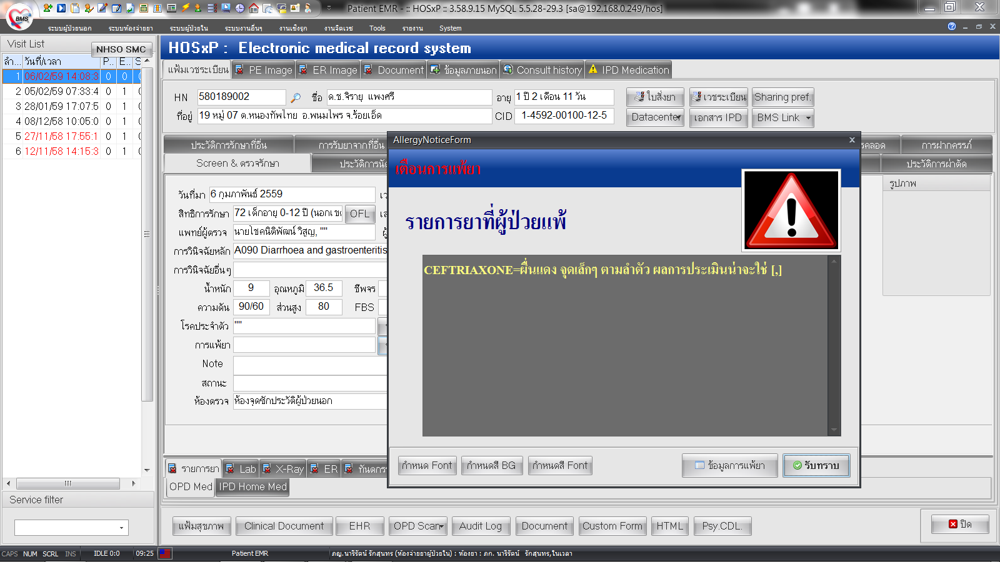 Patient EMR - :: HOSxP :: 3.58.9.15 MySQL 5.5.28-29.3 [sa@192.168.0.249/hos]
BMS
ระบบผู้ป่วยนอก ระบบห้องจ่ายยา ระบบผู้ป่วยใน ระบบงานอื่นๆ งานเชิงรุก งานจิตเวช Tools รายงาน System
Visit List
NHSO SMC
ลำ... วันที่/เวลา P.. E.. S
1 06/02/59 14:08:3 0 0 0
2 05/02/59 07:33:4 0 1
3 28/01/59 17:07:5 0 1
4 08/12/58 10:05:0 0 1
5 27/11/58 17:55:1 0 1
6 12/11/58 14:15:3 0 1
HOSxP : Electronic medical record system
แฟ้มเวชระเบียน PE Image ER Image Document ข้อมูลภายนอก Consult history IPD Medication
HN 580189002 ชื่อ ด.ช.จิรายุ แพงศรี อายุ 1 ปี 2 เดือน 11 วัน ใบสั่งยา เวชระเบียน Sharing pref.
ที่อยู่ 19 หมู่ 07 ต.หนองทัพไทย อ.พนมไพร จ.ร้อยเอ็ด CID 1-4592-00100-12-5 Datacenter เอกสาร IPD BMS Link
ประวัติการรักษาที่อื่น การรับยาจากที่อื่น รคลอด การฝากครรภ์
Screen & ตรวจรักษา ประวัติการนัด ประวัติการผ่าตัด
วันที่มา 6 กุมภาพันธ์ 2559
สิทธิการรักษา 72 เด็กอายุ 0-12 ปี (นอกเขต OFL
แพทย์ผู้ตรวจ นายโชคนิติพัฒน์ วิสูญ, ""
การวินิจฉัยหลัก A090 Diarrhoea and gastroenteritis
การวินิจฉัยอื่นๆ
น้ำหนัก 9 อุณหภูมิ 36.5 ชีพจร
ความดัน 90/60 ส่วนสูง 80 FBS
โรคประจำตัว ""
การแพ้ยา
Note
สถานะ
ห้องตรวจ ห้องจุดซักประวัติผู้ป่วยนอก
รูปภาพ
AllergyNoticeForm x
เตือนการแพ้ยา
รายการยาที่ผู้ป่วยแพ้
CEFTRIAXONE=ผื่นแดง จุดเล็กๆ ตามลำตัว ผลการประเมินน่าจะใช่ [,]
กำหนด Font กำหนดสี BG กำหนดสี Font ข้อมูลการแพ้ยา รับทราบ
รายการยา Lab X-Ray ER ทันตกร
OPD Med IPD Home Med
Service filter
แฟ้มสุขภาพ Clinical Document EHR OPD Scan Audit Log Document Custom Form HTML Psy.CDL. ปิด
CAPS NUM SCRL INS IDLE 0:0 09:25 Patient EMR ภญ.นารีรัตน์ รักสุนทร (ห้องจ่ายยาผู้ป่วยใน) : ห้องยา : ภก. นารีรัตน์ รักสุนทร,ในเวลา